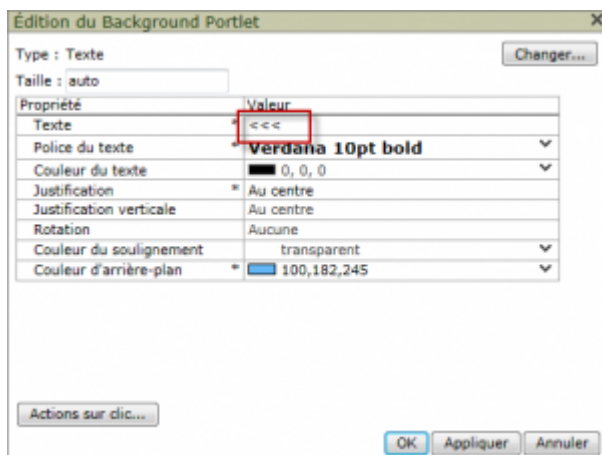 Édition du Background Portlet X
Type : Texte Changer...
Taille : auto
Propriété Valeur
Texte * <<<
Police du texte * Verdana 10pt bold
Couleur du texte 0, 0, 0
Justification * Au centre
Justification verticale Au centre
Rotation Aucune
Couleur du soulignement transparent
Couleur d'arrière-plan * 100,182,245
Actions sur clic...
OK Appliquer Annuler